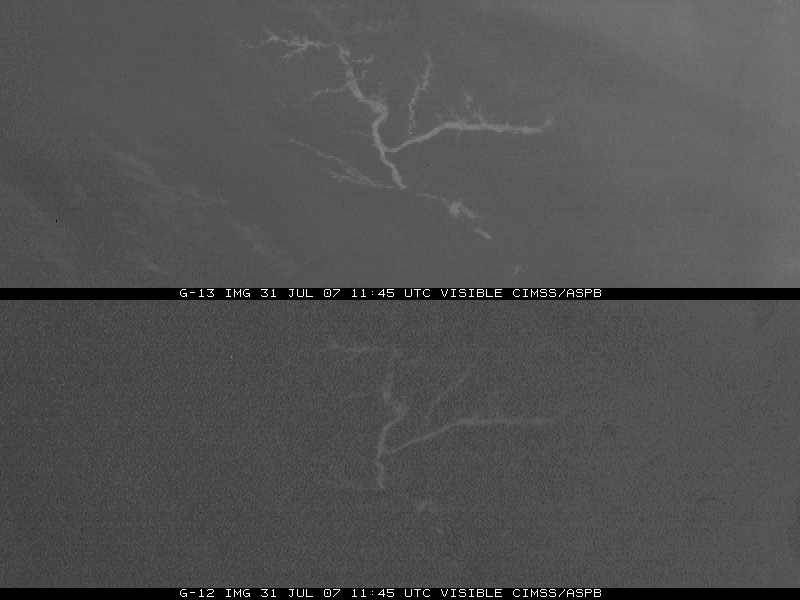 G-13 IMG 31 JUL 07 11:45 UTC VISIBLE CIMSS/ASPB
G-12 IMG 31 JUL 07 11:45 UTC VISIBLE CIMSS/ASPB